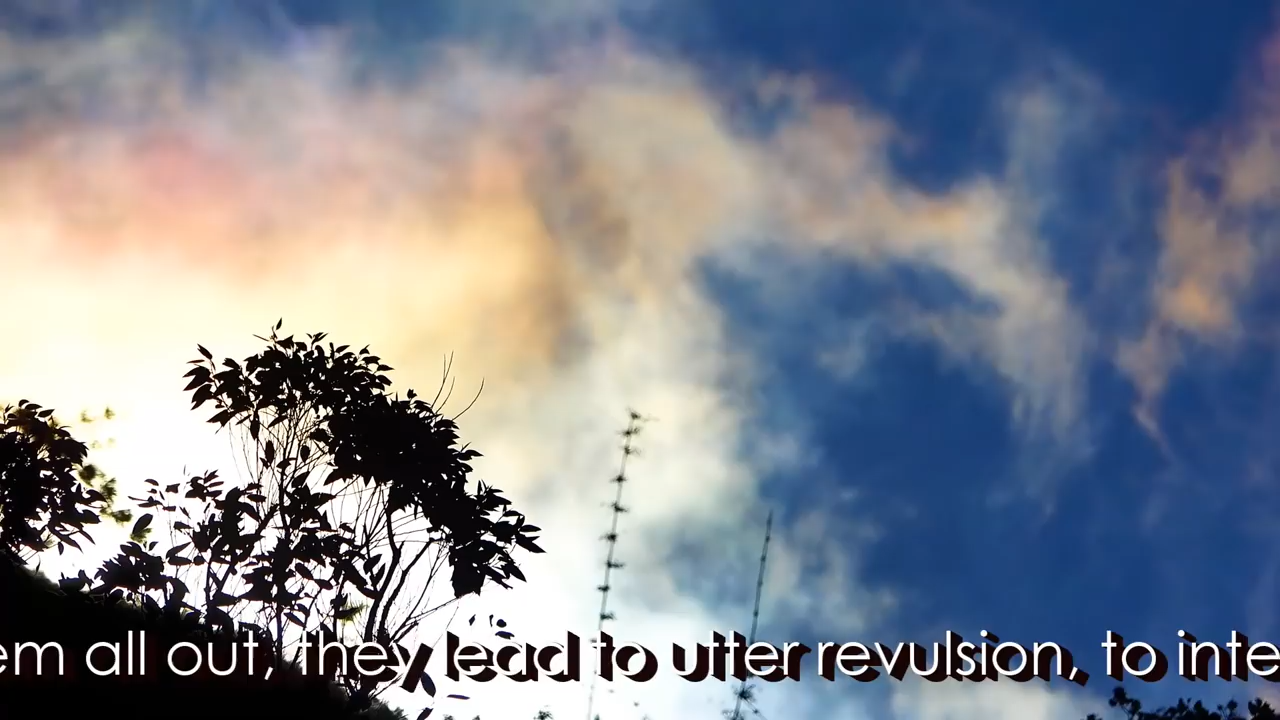 em all out, they lead to utter revulsion, to inte